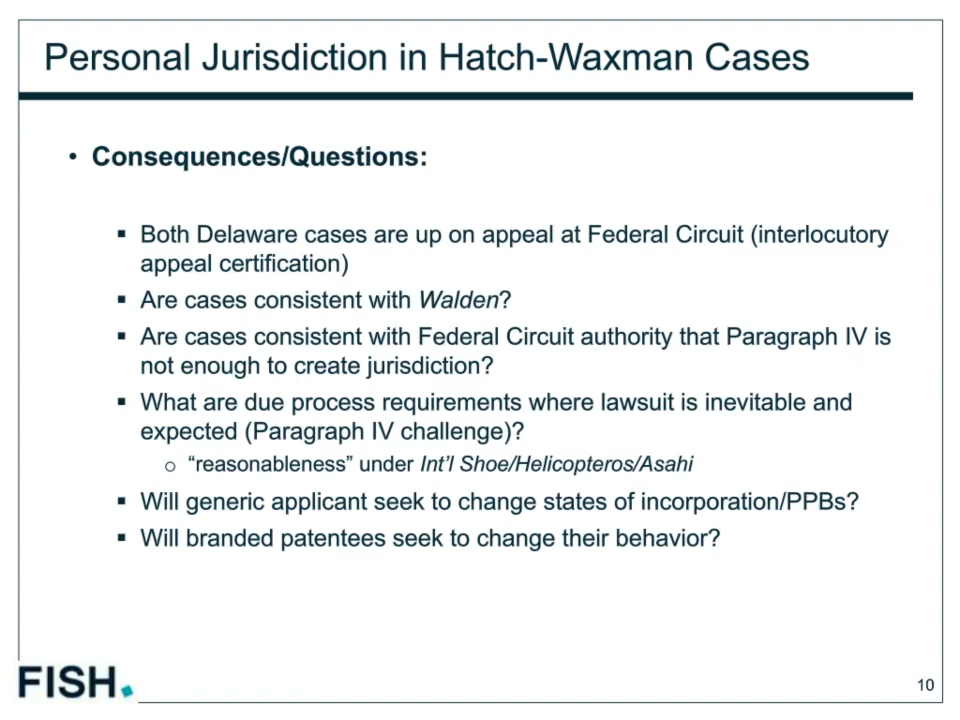 Personal Jurisdiction in Hatch-Waxman Cases
• Consequences/Questions:
▪ Both Delaware cases are up on appeal at Federal Circuit (interlocutory
appeal certification)
▪ Are cases consistent with Walden?
▪ Are cases consistent with Federal Circuit authority that Paragraph IV is
not enough to create jurisdiction?
▪ What are due process requirements where lawsuit is inevitable and
expected (Paragraph IV challenge)?
o “reasonableness” under Int’l Shoe/Helicopteros/Asahi
▪ Will generic applicant seek to change states of incorporation/PPBs?
▪ Will branded patentees seek to change their behavior?
FISH.
10